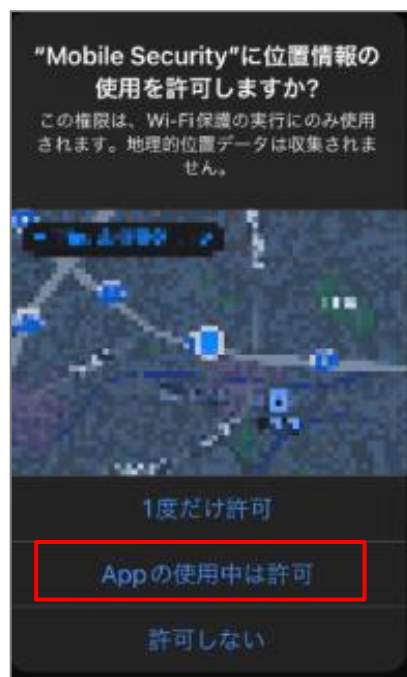 “Mobile Security”に位置情報の
使用を許可しますか?
この権限は、Wi-Fi保護の実行にのみ使用
されます。地理的位置データは収集されま
せん。
1度だけ許可
Appの使用中は許可
許可しない